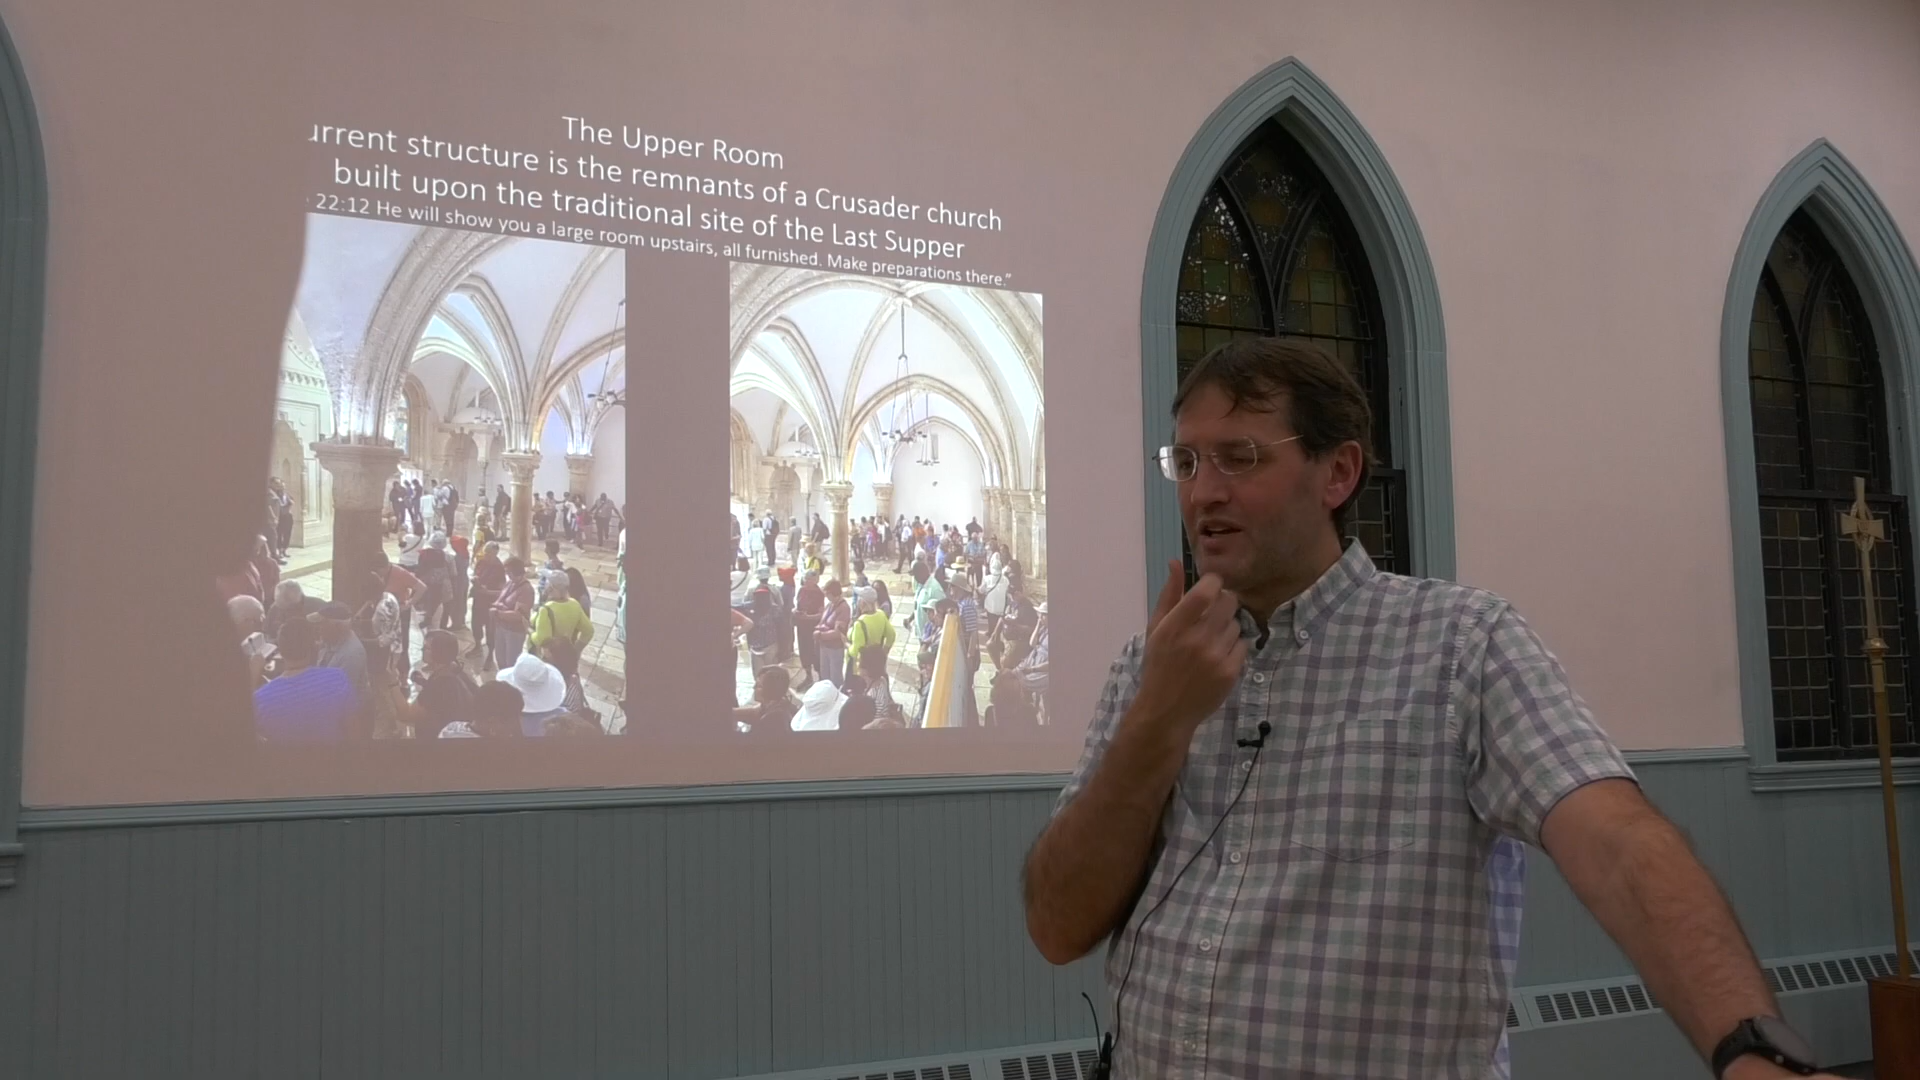 The Upper Room
urrent structure is the remnants of a Crusader church
built upon the traditional site of the Last Supper
22:12 He will show you a large room upstairs, all furnished. Make preparations there.”